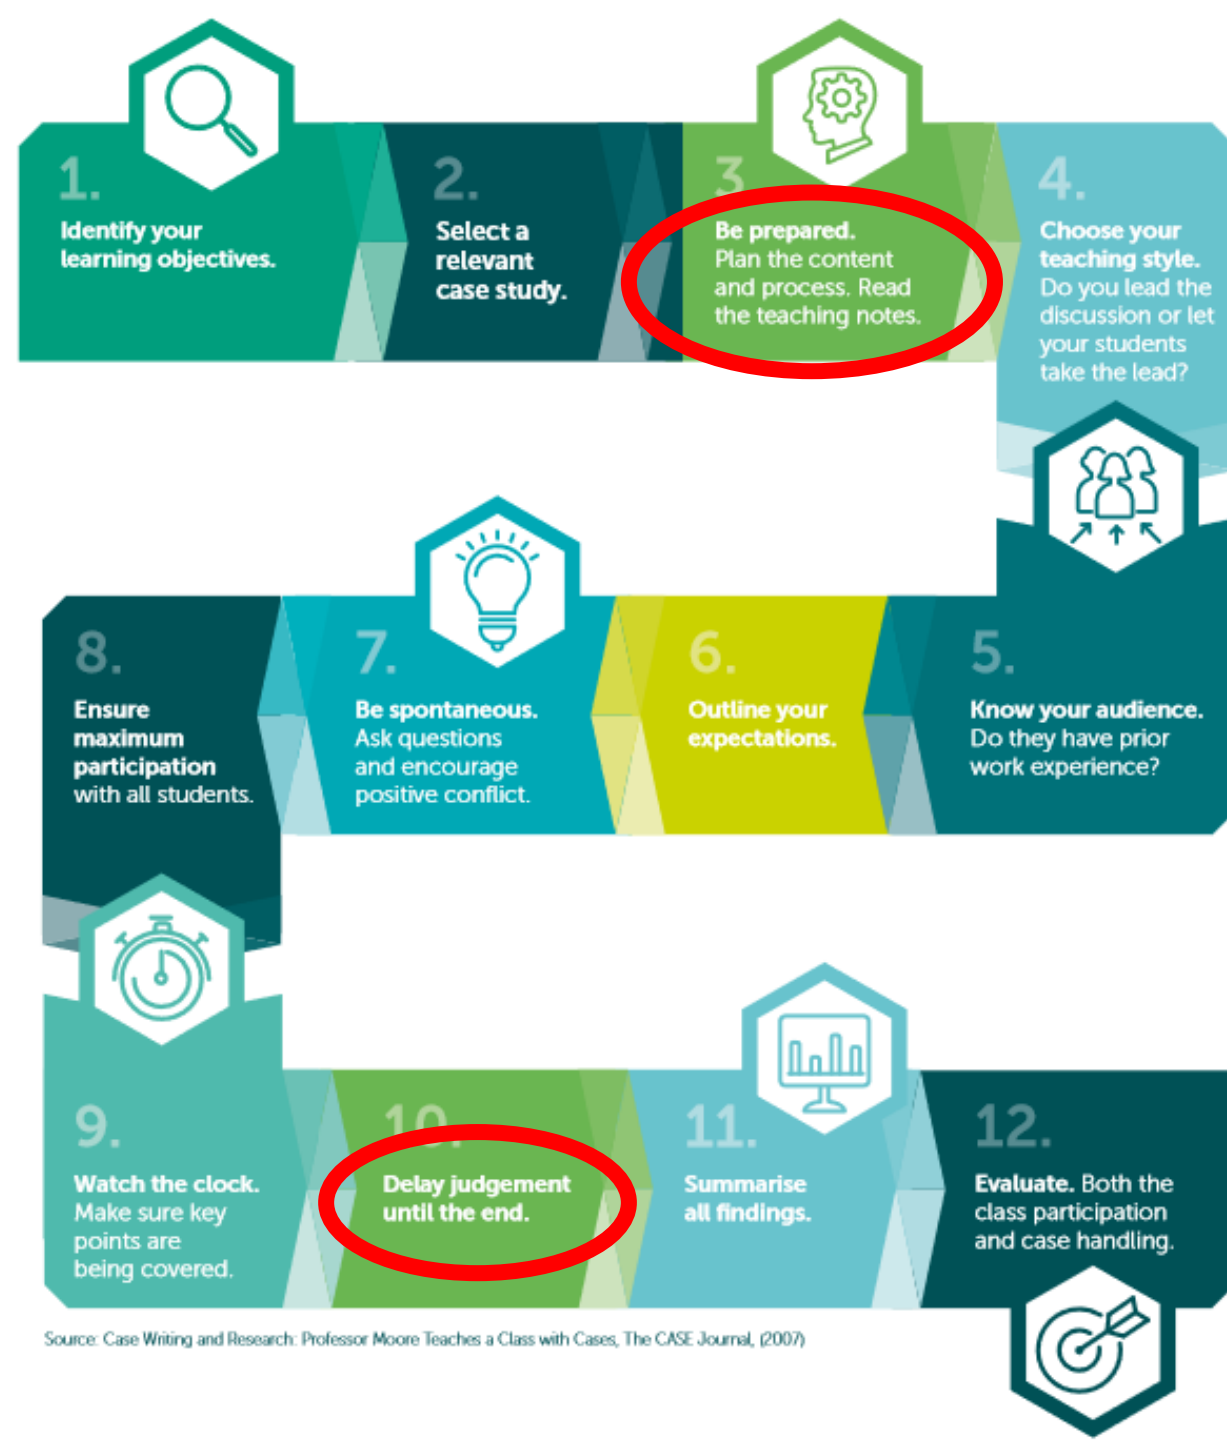 1.
Identify your
learning objectives.
2.
Select a
relevant
case study.
3
Be prepared.
Plan the content
and process. Read
the teaching notes.
4.
Choose your
teaching style.
Do you lead the
discussion or let
your students
take the lead?
5.
Know your audience.
Do they have prior
work experience?
6.
Outline your
expectations.
7.
Be spontaneous.
Ask questions
and encourage
positive conflict.
8.
Ensure
maximum
participation
with all students.
9.
Watch the clock.
Make sure key
points are
being covered.
10.
Delay judgement
until the end.
11.
Summarise
all findings.
12.
Evaluate. Both the
class participation
and case handling.
Source: Case Writing and Research: Professor Moore Teaches a Class with Cases, The CASE Journal, (2007)